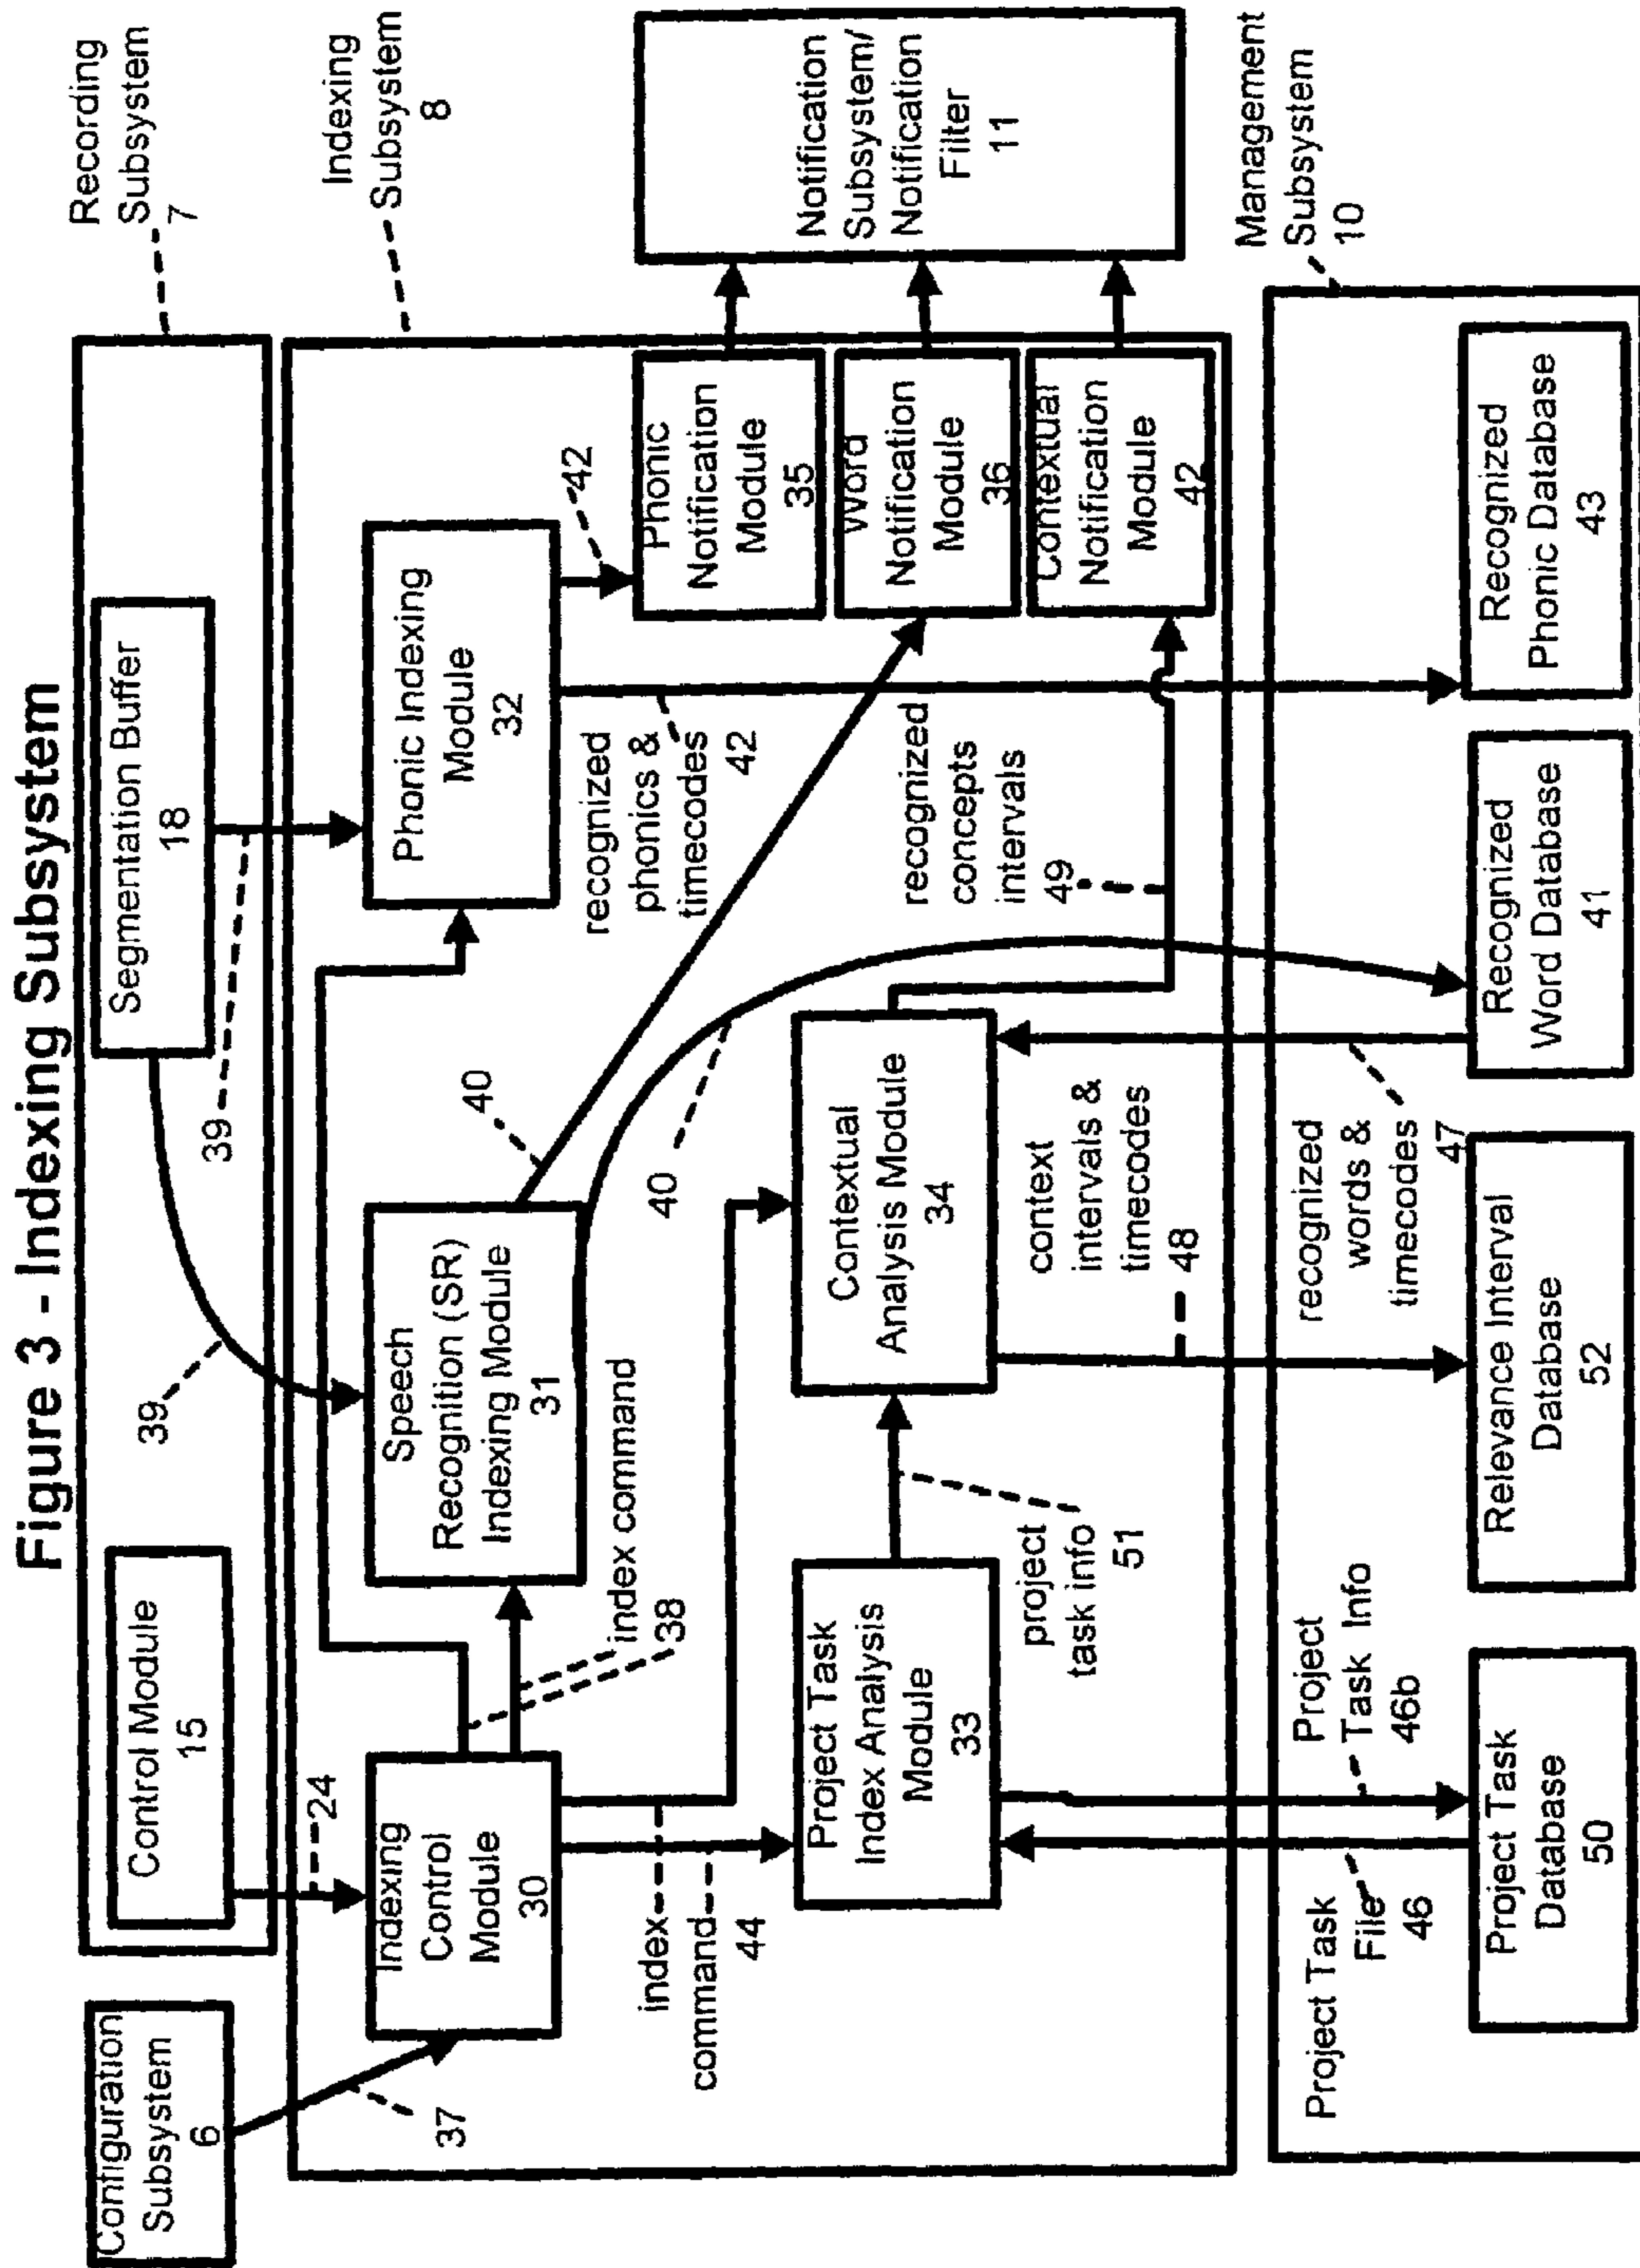 Figure 3 - Indexing Subsystem
Recording
Subsystem
7
Configuration
Subsystem
6
Control Module
15
Segmentation Buffer
18
Indexing
Subsystem
8
37
24
39
39
Indexing
Control
Module
30
Speech
Recognition (SR)
Indexing Module
31
Phonic Indexing
Module
32
index command
38
40
40
42
recognized
phonics &
timecodes
42
index
command
44
Phonic
Notification
Module
35
Word
Notification
Module
36
Contextual
Notification
Module
42
Notification
Subsystem/
Notification
Filter
11
Project Task
Index Analysis
Module
33
Contextual
Analysis Module
34
recognized
concepts
intervals
49
project
task info
51
context
intervals &
timecodes
48
Management
Subsystem
10
Project Task
File
46
Project
Task Info
46b
recognized
words &
timecodes
47
Project Task
Database
50
Relevance Interval
Database
52
Recognized
Word Database
41
Recognized
Phonic Database
43